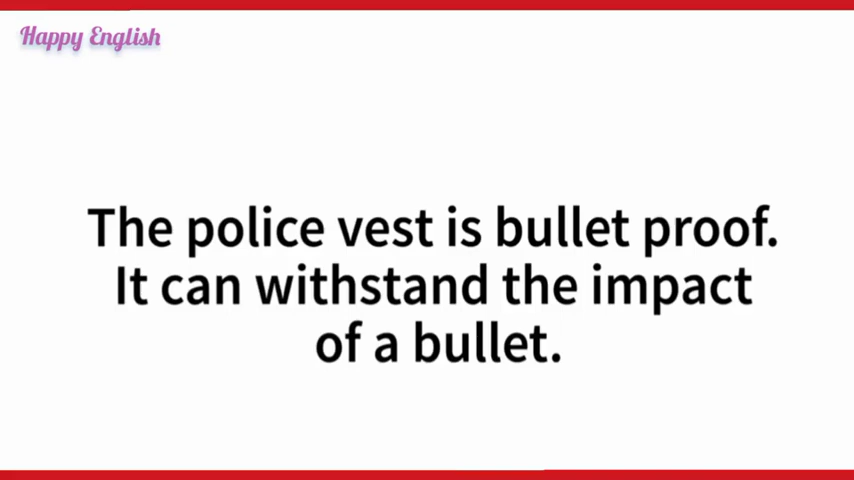 Happy English
The police vest is bullet proof.
It can withstand the impact
of a bullet.